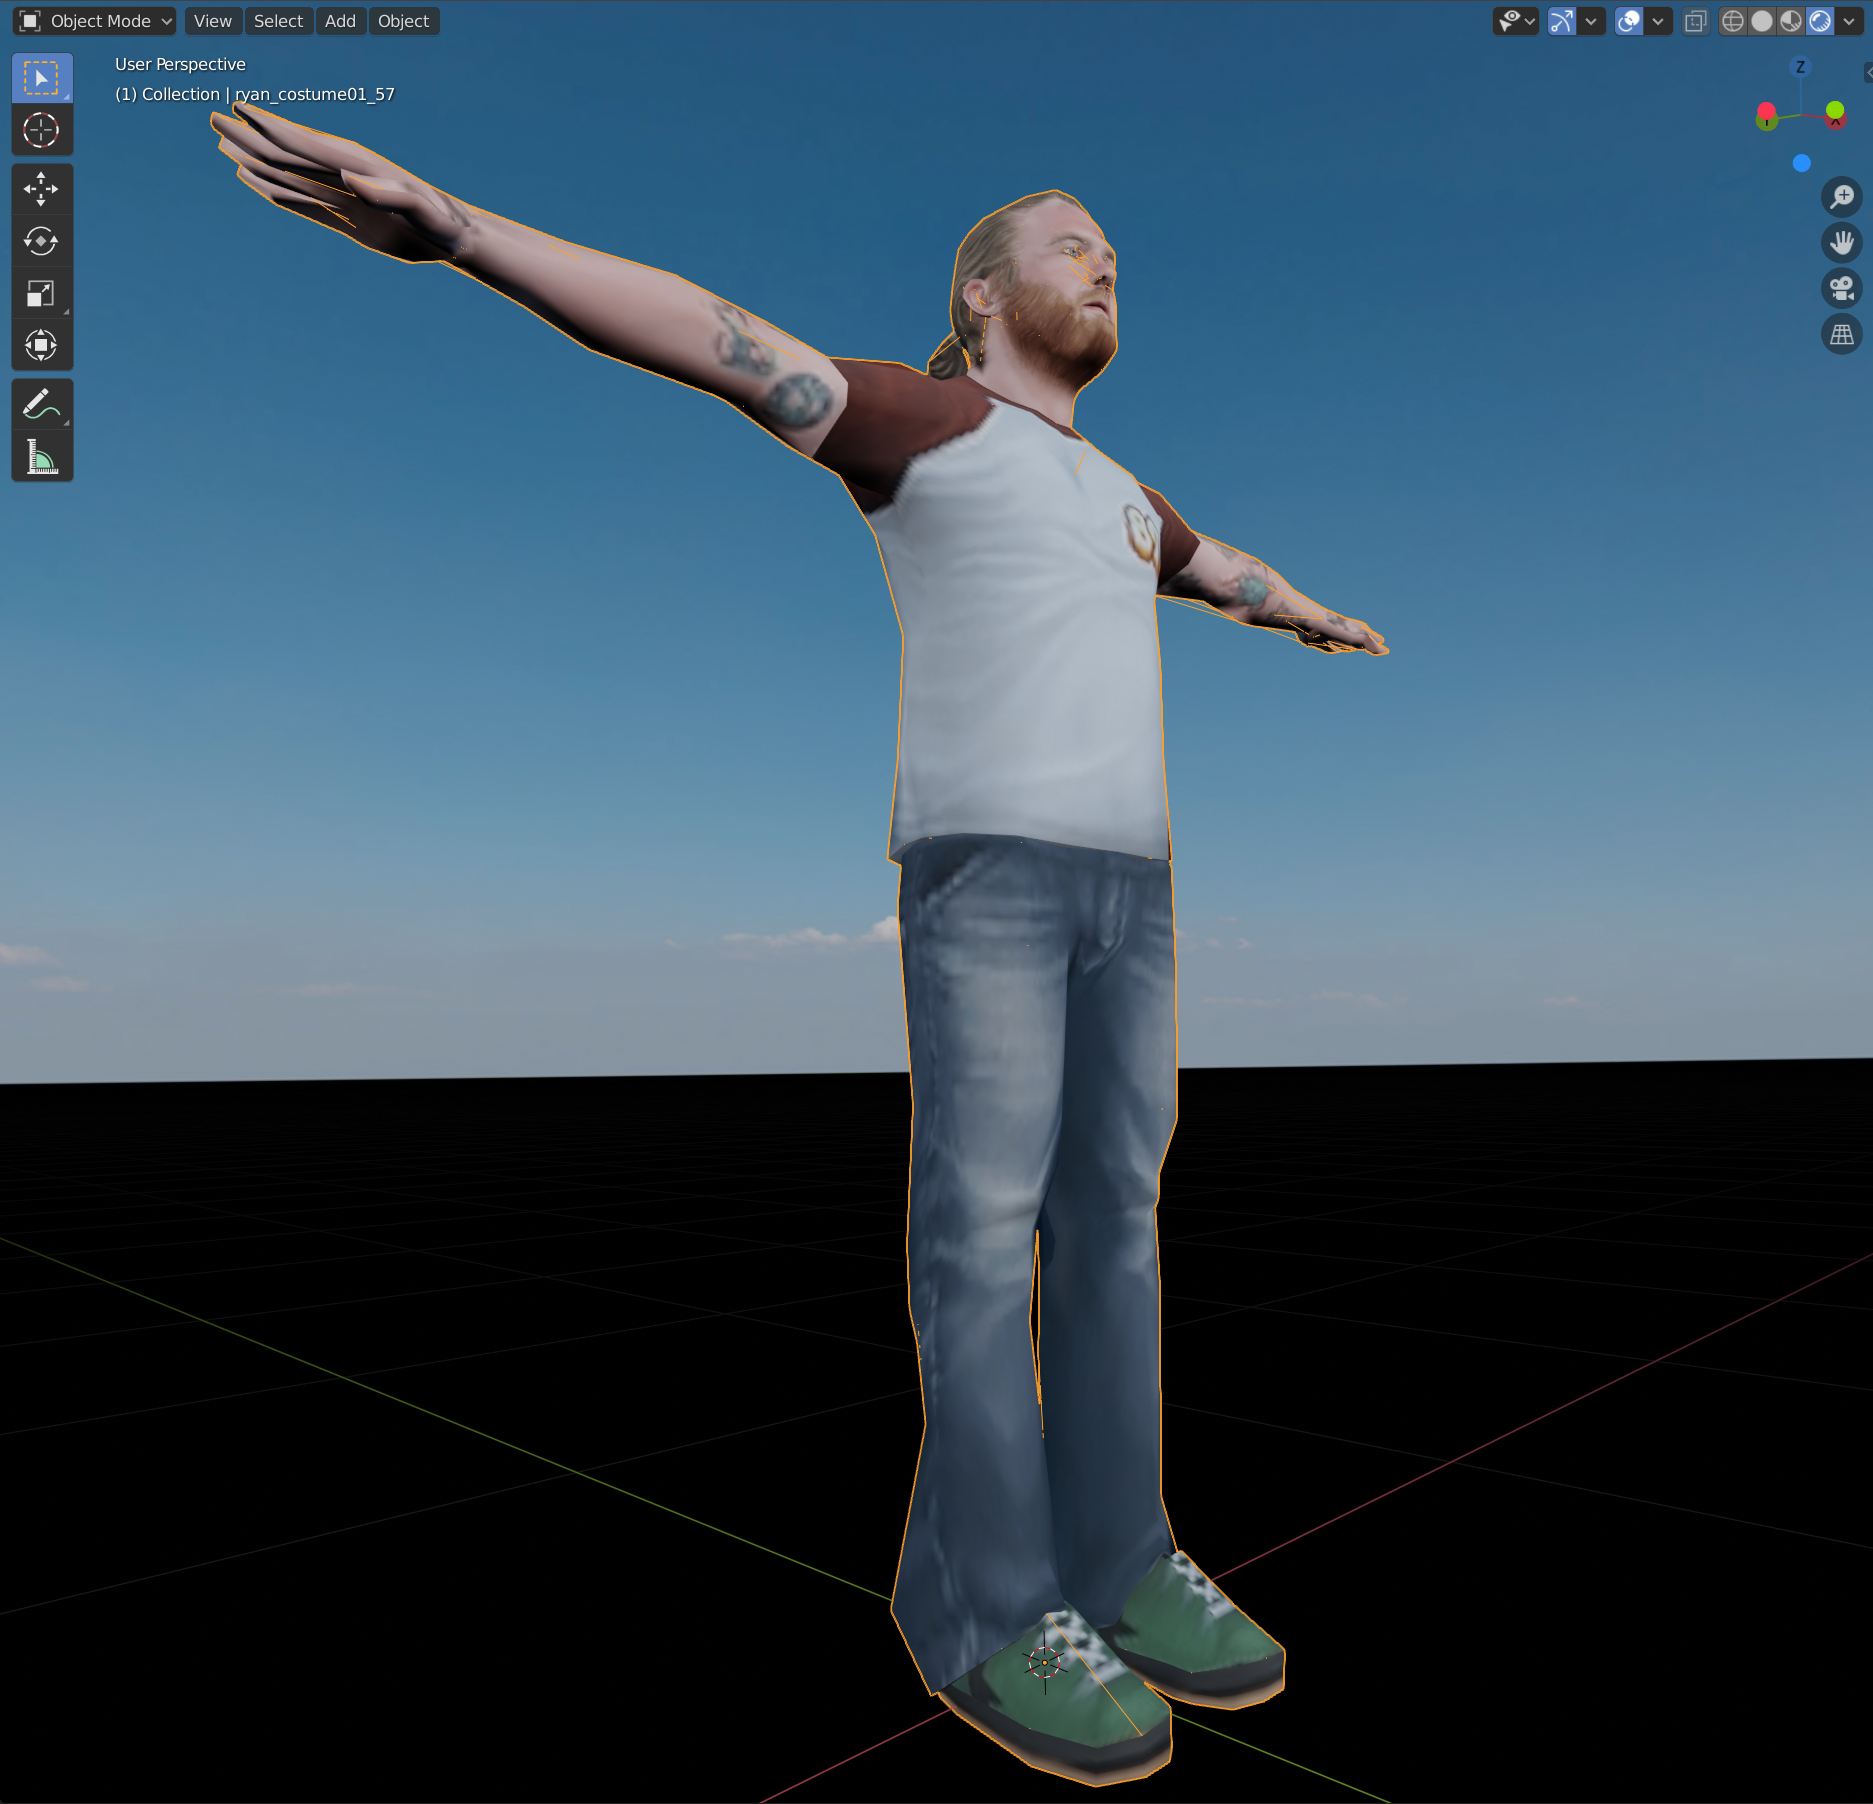 Object Mode View Select Add Object
User Perspective
(1) Collection | ryan_costume01_57
Z
Y
X